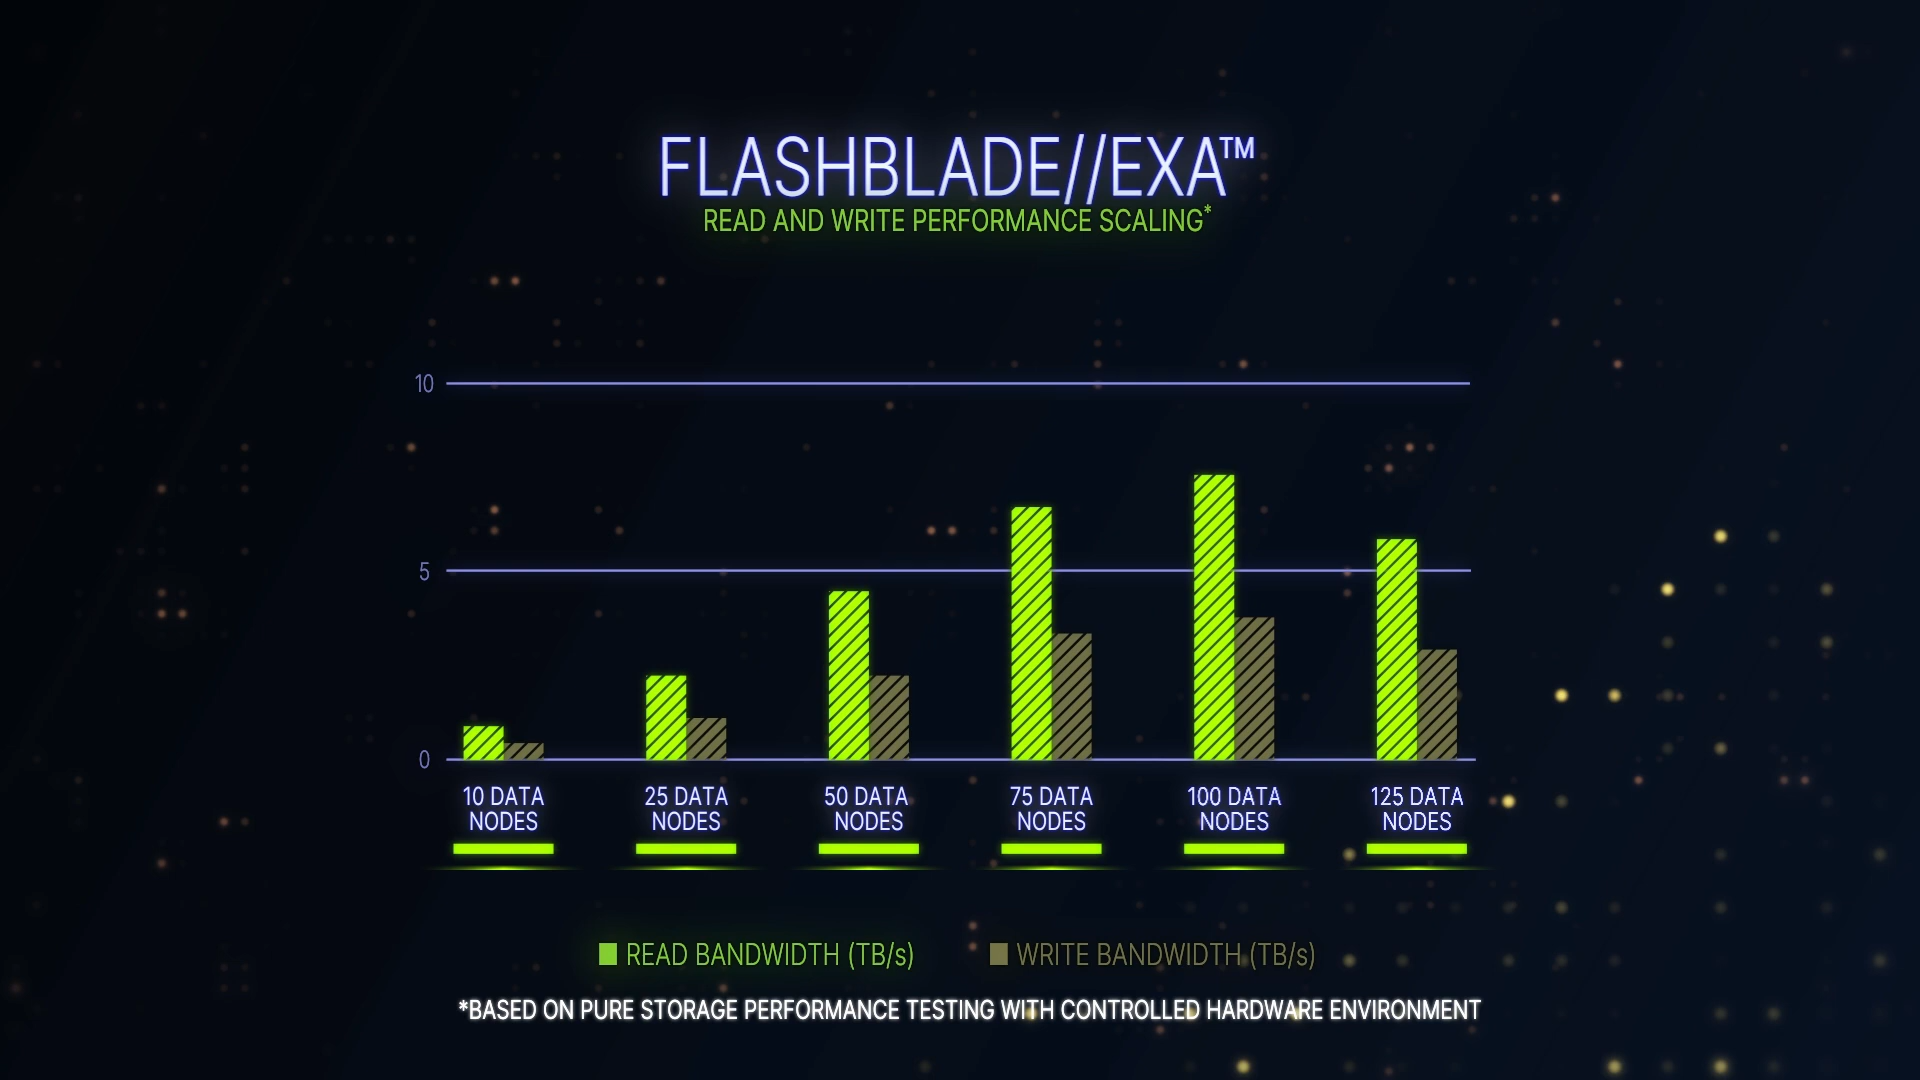 FLASHBLADE//EXA™
READ AND WRITE PERFORMANCE SCALING*
10
5
0
10 DATA
NODES
25 DATA
NODES
50 DATA
NODES
75 DATA
NODES
100 DATA
NODES
125 DATA
NODES
READ BANDWIDTH (TB/s)
WRITE BANDWIDTH (TB/s)
*BASED ON PURE STORAGE PERFORMANCE TESTING WITH CONTROLLED HARDWARE ENVIRONMENT